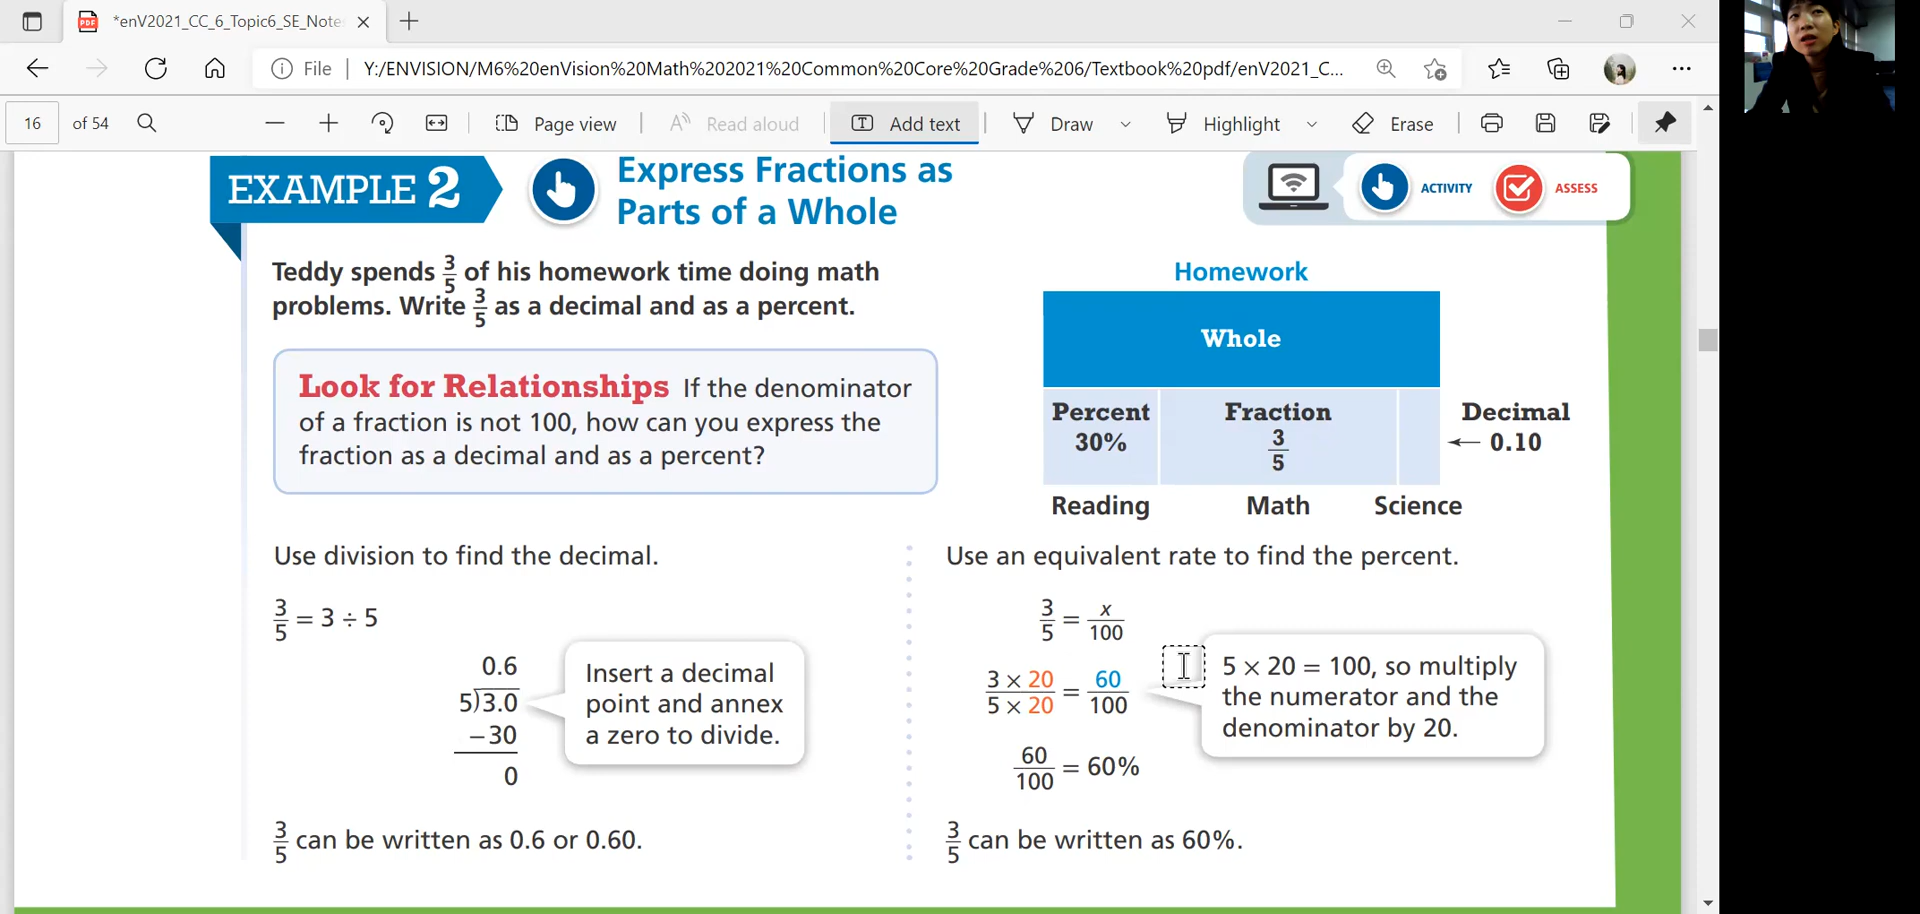 *enV2021_CC_6_Topic6_SE_Note
File
Y:/ENVISION/M6%20enVision%20Math%202021%20Common%20Core%20Grade%206/Textbook%20pdf/enV2021_C...
16 of 54
Page view
Read aloud
Add text
Draw
Highlight
Erase
EXAMPLE 2
Express Fractions as
Parts of a Whole
ACTIVITY
ASSESS
Teddy spends 3/5 of his homework time doing math
problems. Write 3/5 as a decimal and as a percent.
Look for Relationships If the denominator
of a fraction is not 100, how can you express the
fraction as a decimal and as a percent?
Homework
Whole
Percent
30%
Fraction
3/5
Decimal
← 0.10
Reading
Math
Science
Use division to find the decimal.
3/5 = 3 ÷ 5
0.6
5)3.0
−30
0
Insert a decimal
point and annex
a zero to divide.
3/5 can be written as 0.6 or 0.60.
Use an equivalent rate to find the percent.
3/5 = x/100
3 × 20/5 × 20 = 60/100
60/100 = 60%
5 × 20 = 100, so multiply
the numerator and the
denominator by 20.
3/5 can be written as 60%.